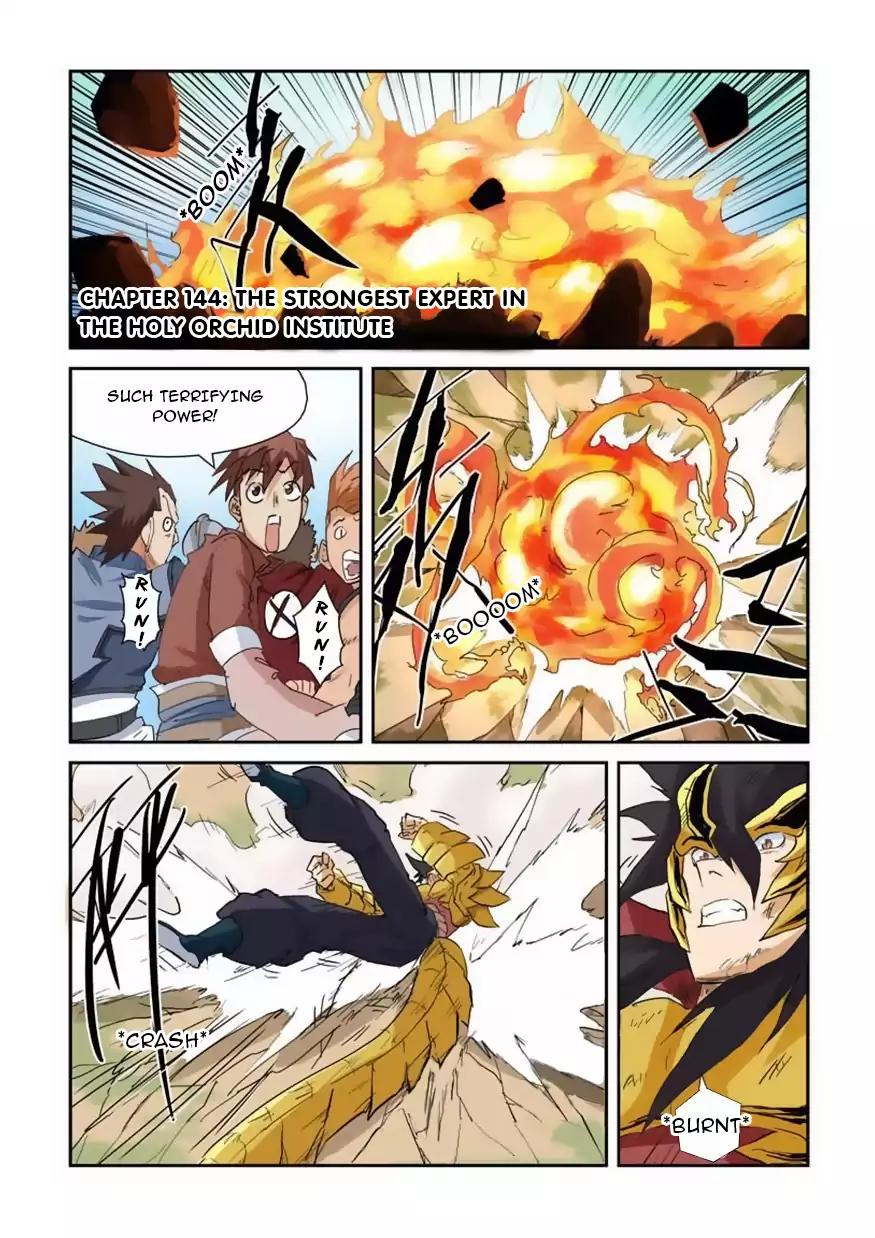 *BOOM*
CHAPTER 144: THE STRONGEST EXPERT IN
THE HOLY ORCHID INSTITUTE
SUCH TERRIFYING
POWER!
RUN!
RUN!
*BOOOOM*
*CRASH*
*BURNT*